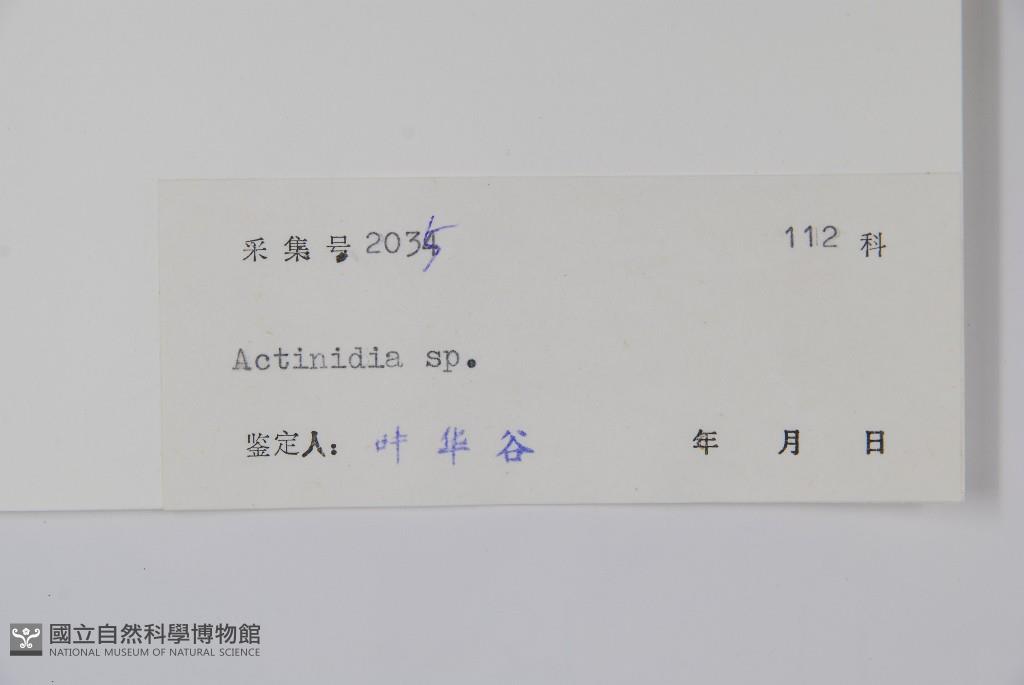 采集号 2035 112 科
Actinidia sp.
鉴定人: 叶华谷 年 月 日
國立自然科學博物館
NATIONAL MUSEUM OF NATURAL SCIENCE